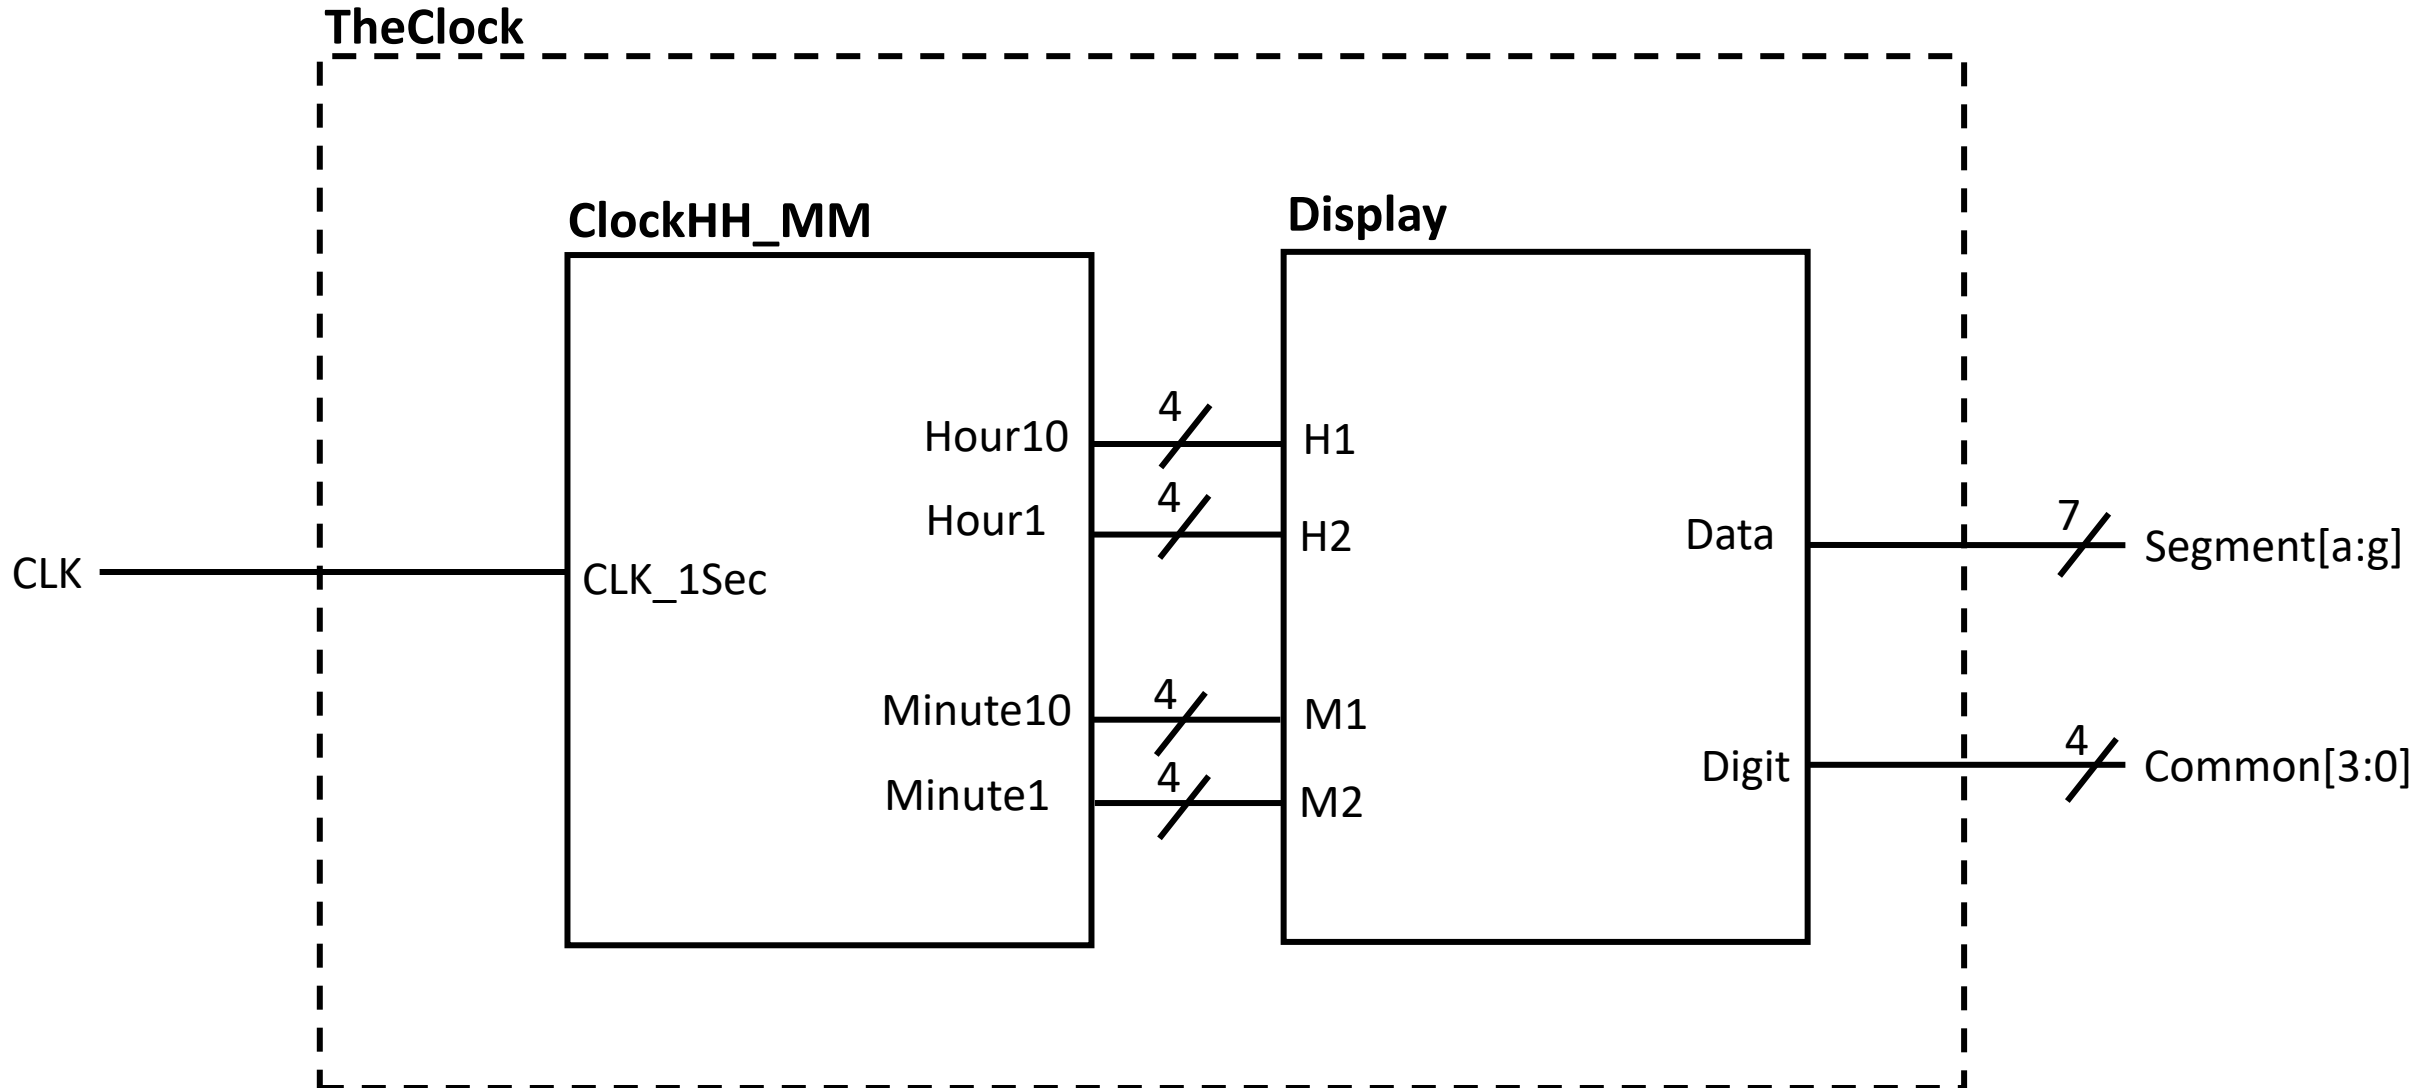 TheClock
ClockHH_MM
Display
Hour10
4
H1
Hour1
4
H2
CLK
CLK_1Sec
Minute10
4
M1
Minute1
4
M2
Data
7
Segment[a:g]
Digit
4
Common[3:0]